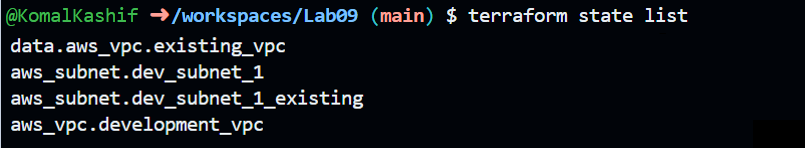 @KomalKashif ➜/workspaces/Lab09 (main) $ terraform state list
data.aws_vpc.existing_vpc
aws_subnet.dev_subnet_1
aws_subnet.dev_subnet_1_existing
aws_vpc.development_vpc